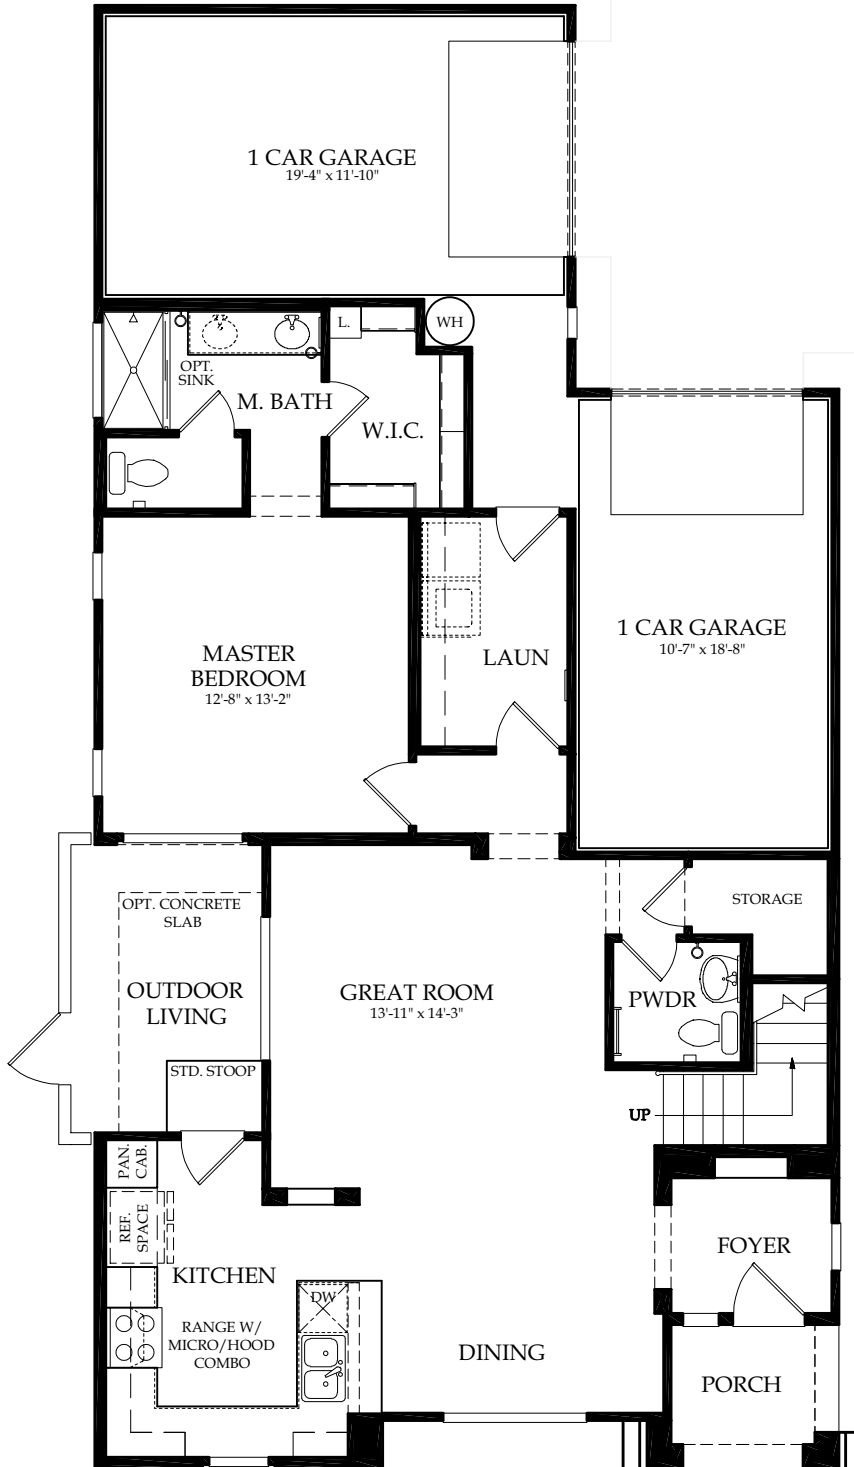 1 CAR GARAGE
19'-4" x 11'-10"
L.
WH
OPT.
SINK
M. BATH
W.I.C.
1 CAR GARAGE
10'-7" x 18'-8"
MASTER
BEDROOM
12'-8" x 13'-2"
LAUN
OPT. CONCRETE
SLAB
STORAGE
OUTDOOR
LIVING
GREAT ROOM
13'-11" x 14'-3"
PWDR
STD. STOOP
UP
PAN.
CAB.
REF.
SPACE
KITCHEN
FOYER
DW
RANGE W/
MICRO/HOOD
COMBO
DINING
PORCH